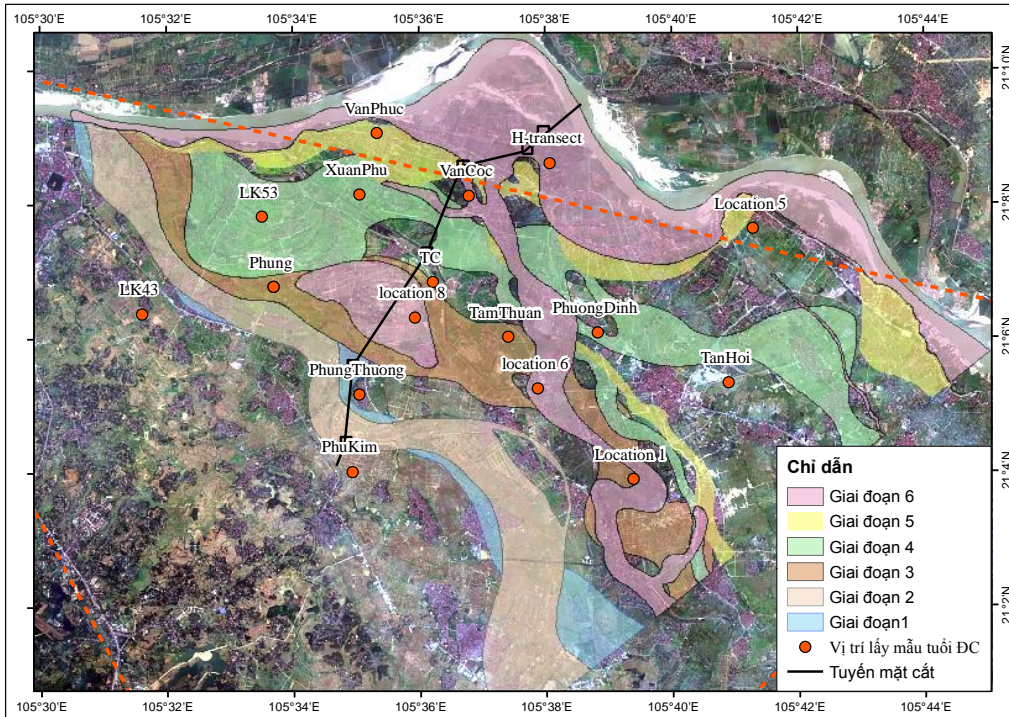 105°30'E
105°32'E
105°34'E
105°36'E
105°38'E
105°40'E
105°42'E
105°44'E
21°10'N
21°8'N
21°6'N
21°4'N
21°2'N
VanPhuc
H-transect
XuanPhu
VanCoc
LK53
Location 5
TC
Phung
location 8
LK43
TamThuan
PhuongDinh
location 6
TanHoi
PhungThuong
PhuKim
Location 1
Chỉ dẫn
Giai đoạn 6
Giai đoạn 5
Giai đoạn 4
Giai đoạn 3
Giai đoạn 2
Giai đoạn1
Vị trí lấy mẫu tuổi ĐC
Tuyến mặt cắt
105°30'E
105°32'E
105°34'E
105°36'E
105°38'E
105°40'E
105°42'E
105°44'E